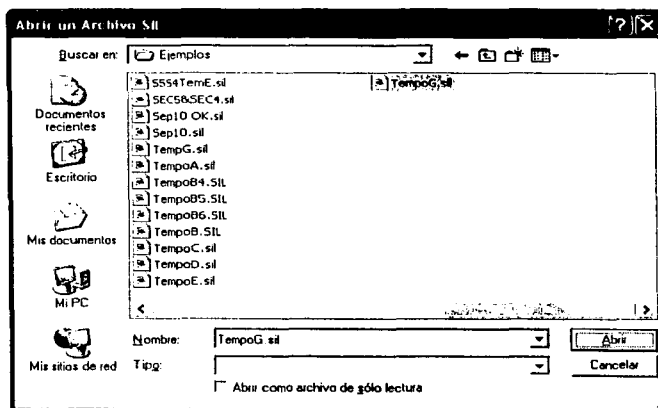 Abrir un Archivo SIL
Buscar en: Ejemplos
Documentos recientes
Escritorio
Mis documentos
Mi PC
Mis sitios de red
SSS4TemE.sil
SEC5&SEC4.sil
Sep10 OK.sil
Sep10.sil
TempG.sil
TempoA.sil
TempoB4.SIL
TempoB5.SIL
TempoB6.SIL
TempoB.SIL
TempoC.sil
TempoD.sil
TempoE.sil
TempoG.sil
Nombre: TempoG.sil
Abrir
Tipo:
Cancelar
Abrir como archivo de sólo lectura